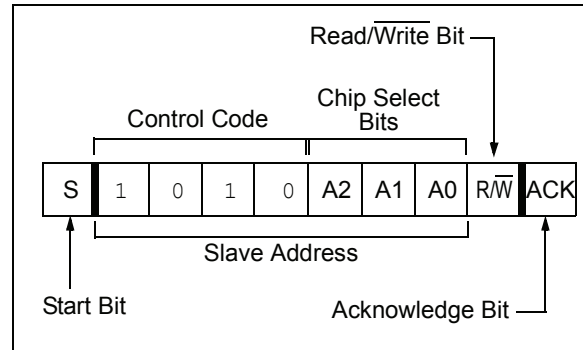 Read/Write Bit
Chip Select
Control Code
Bits
S 1 0 1 0 A2 A1 A0 R/W ACK
Slave Address
Start Bit
Acknowledge Bit